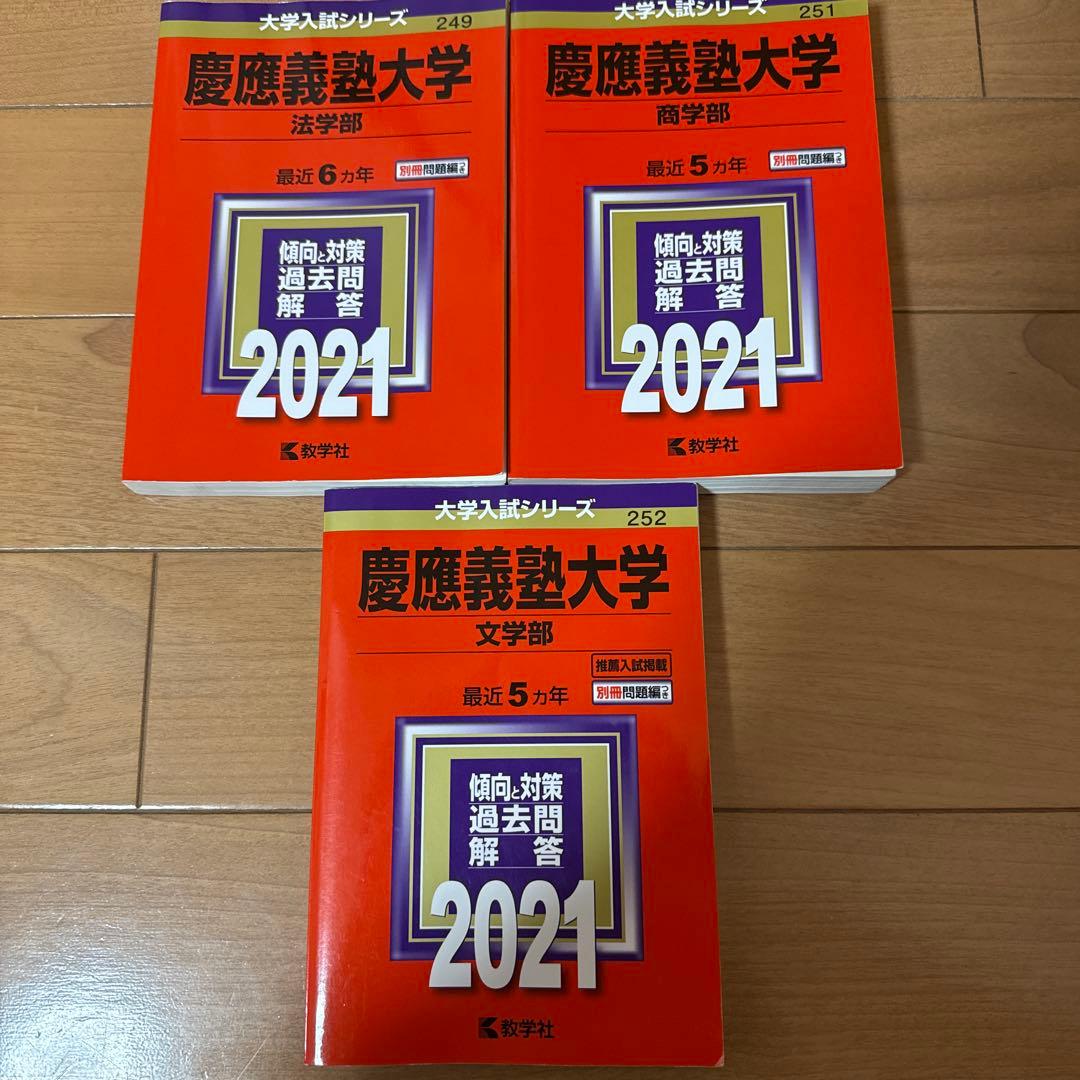 大学入試シリーズ
249
慶應義塾大学
法学部
最近6ヵ年
別冊問題編つき
傾向と対策
過去問
解答
2021
教学社
大学入試シリーズ
251
慶應義塾大学
商学部
最近5ヵ年
別冊問題編つき
傾向と対策
過去問
解答
2021
教学社
大学入試シリーズ
252
慶應義塾大学
文学部
推薦入試掲載
最近5ヵ年
別冊問題編つき
傾向と対策
過去問
解答
2021
教学社